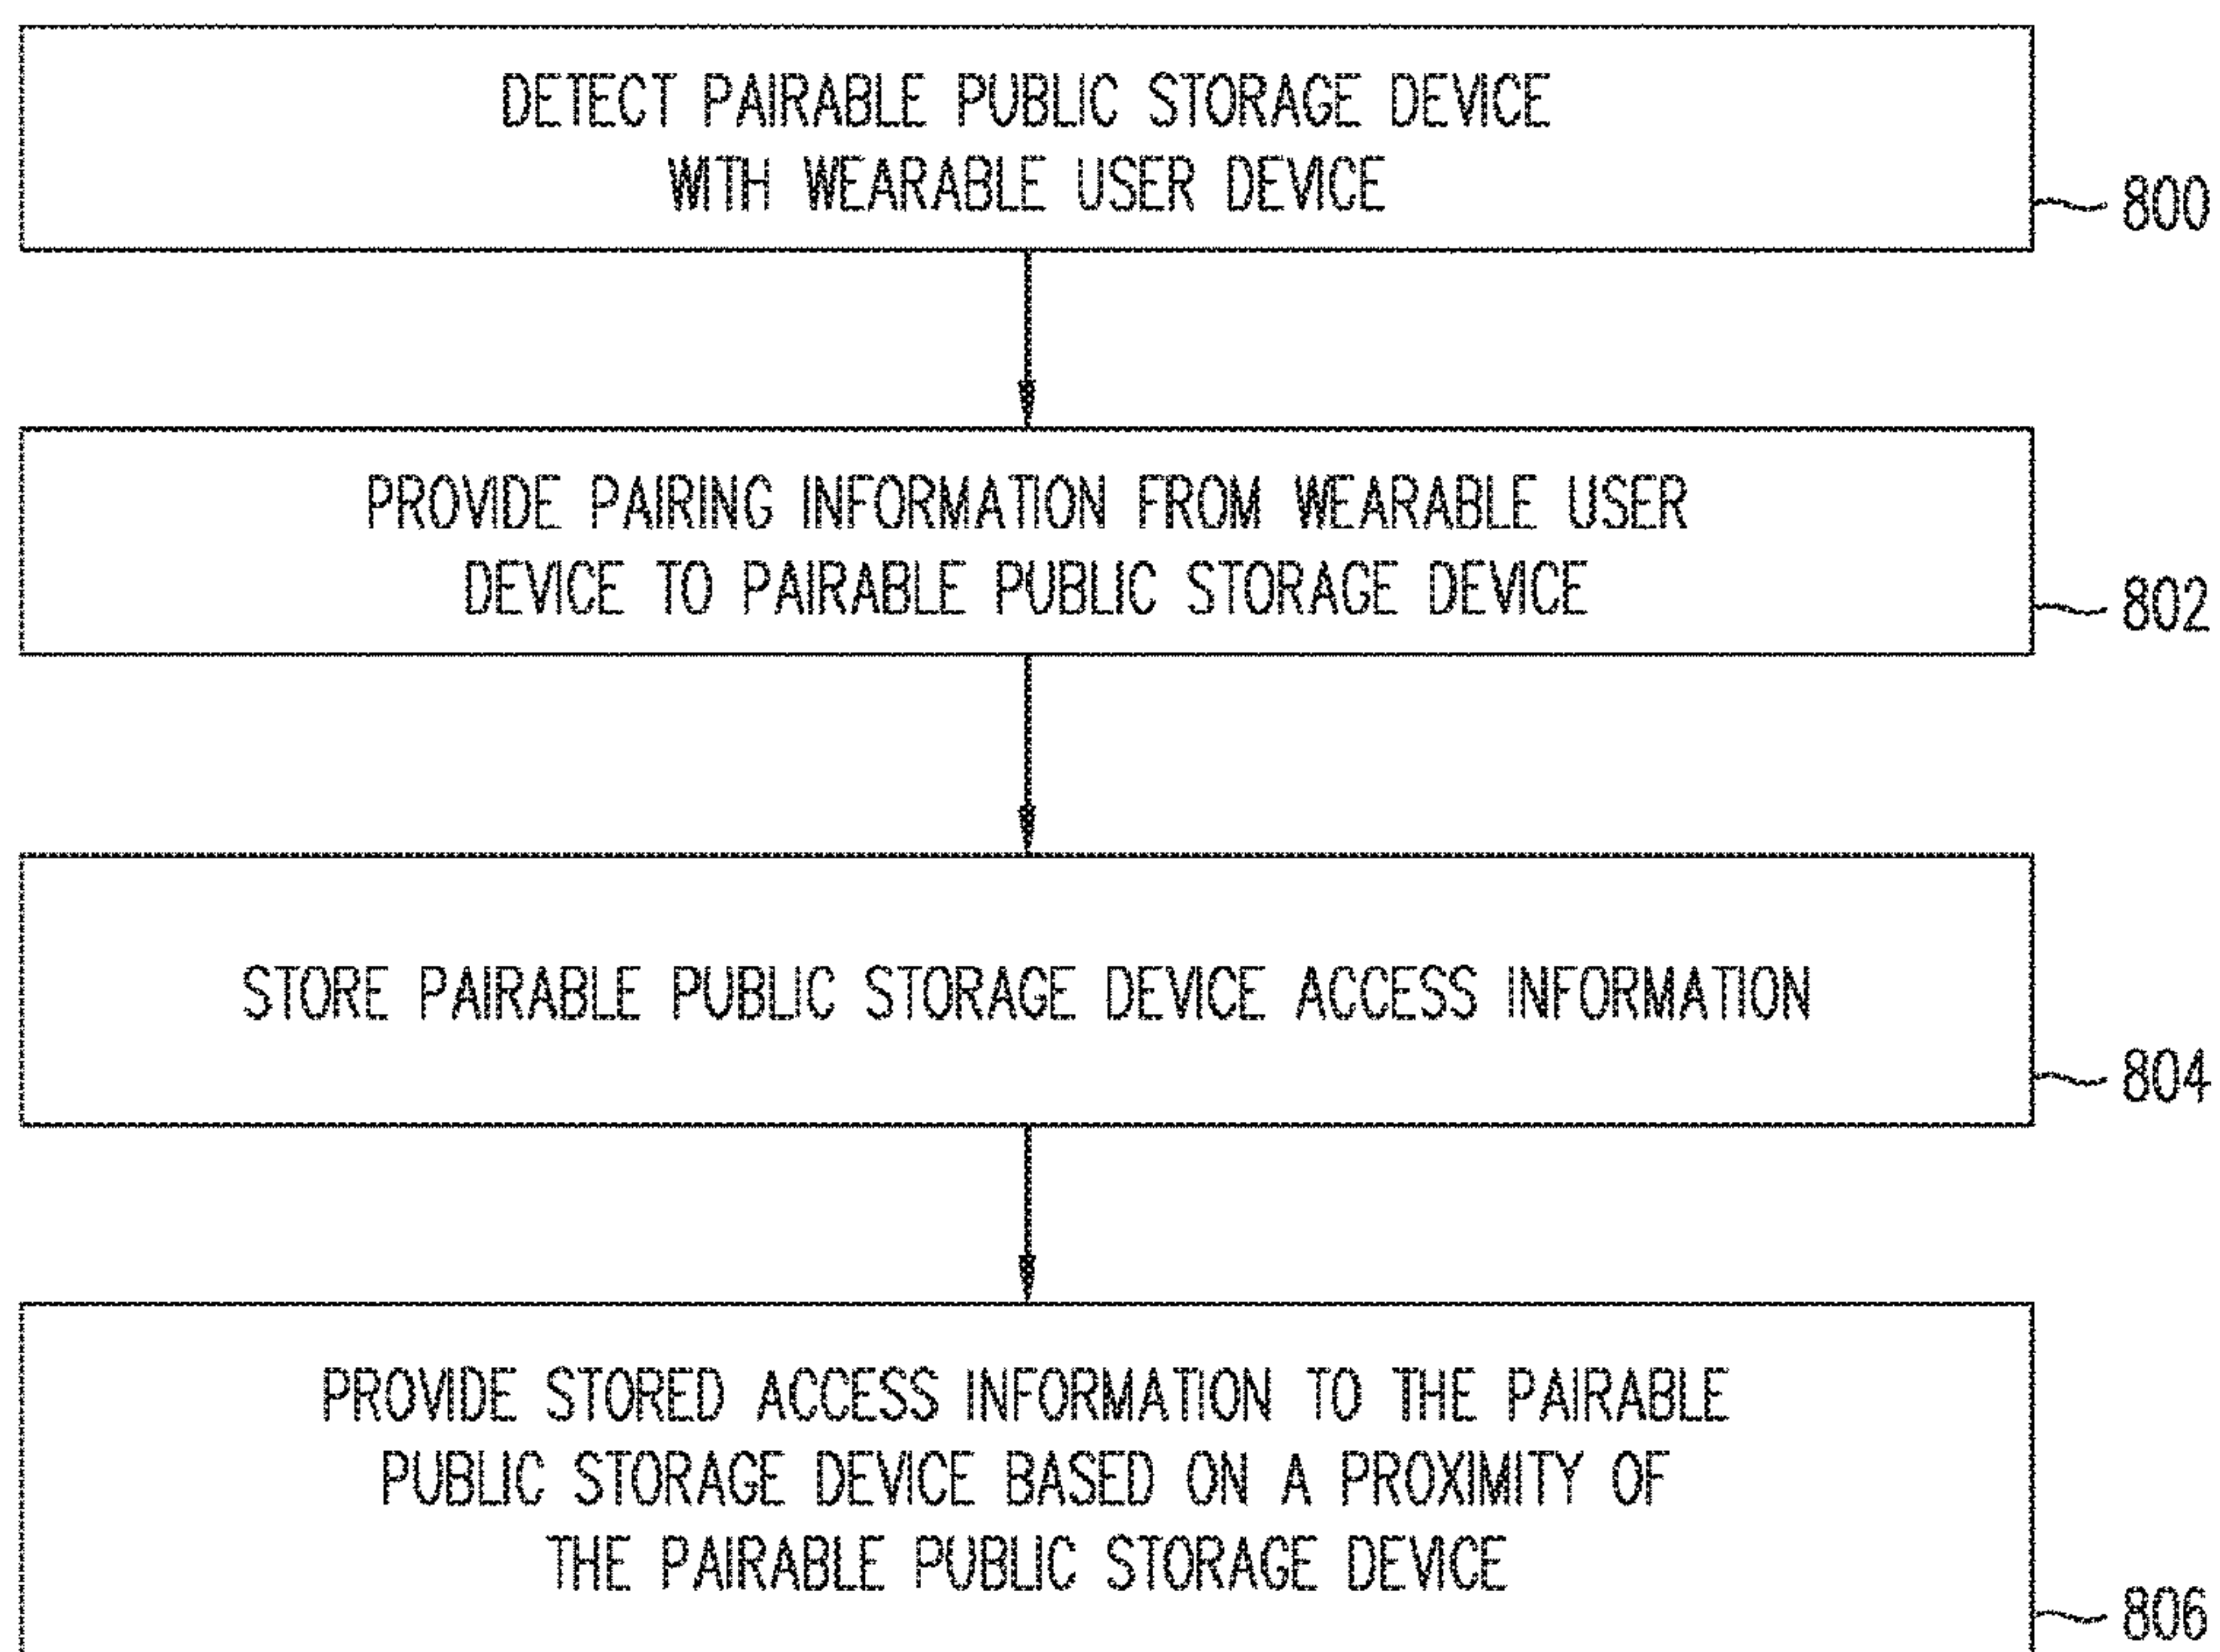 DETECT PAIRABLE PUBLIC STORAGE DEVICE
WITH WEARABLE USER DEVICE
800
PROVIDE PAIRING INFORMATION FROM WEARABLE USER
DEVICE TO PAIRABLE PUBLIC STORAGE DEVICE
802
STORE PAIRABLE PUBLIC STORAGE DEVICE ACCESS INFORMATION
804
PROVIDE STORED ACCESS INFORMATION TO THE PAIRABLE
PUBLIC STORAGE DEVICE BASED ON A PROXIMITY OF
THE PAIRABLE PUBLIC STORAGE DEVICE
806